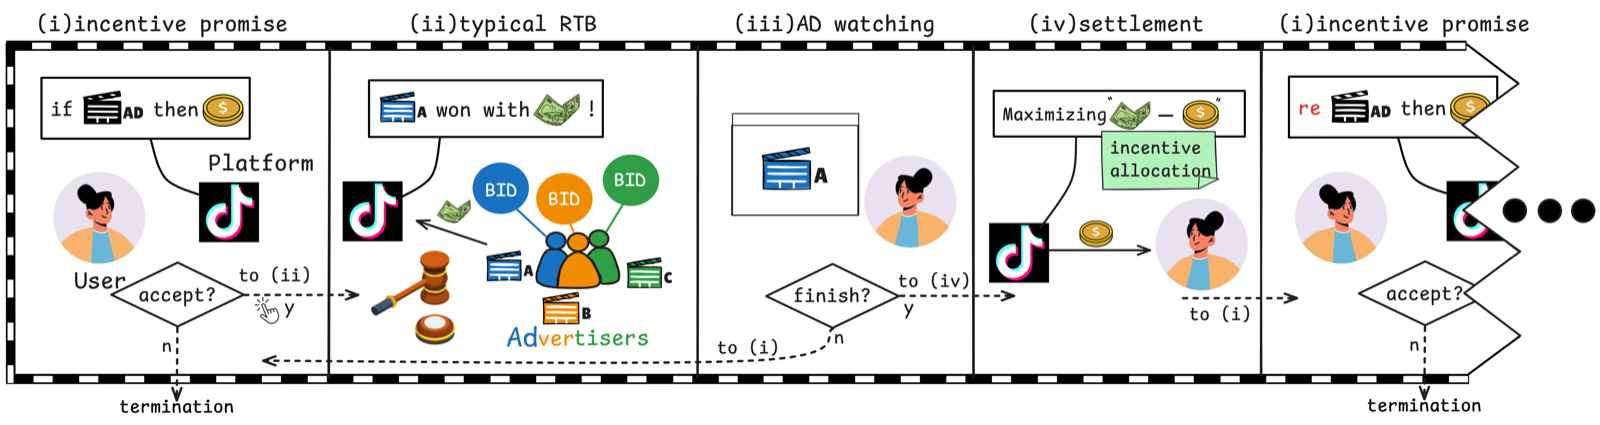 (i)incentive promise
if AD then $
Platform
User
accept?
to (ii)
y
n
termination
(ii)typical RTB
A won with !
BID
BID
BID
A
B
C
Advertisers
(iii)AD watching
A
finish?
to (iv)
y
n
to (i)
(iv)settlement
Maximizing" — $"
incentive
allocation
$
to (i)
(i)incentive promise
re AD then $
accept?
n
termination